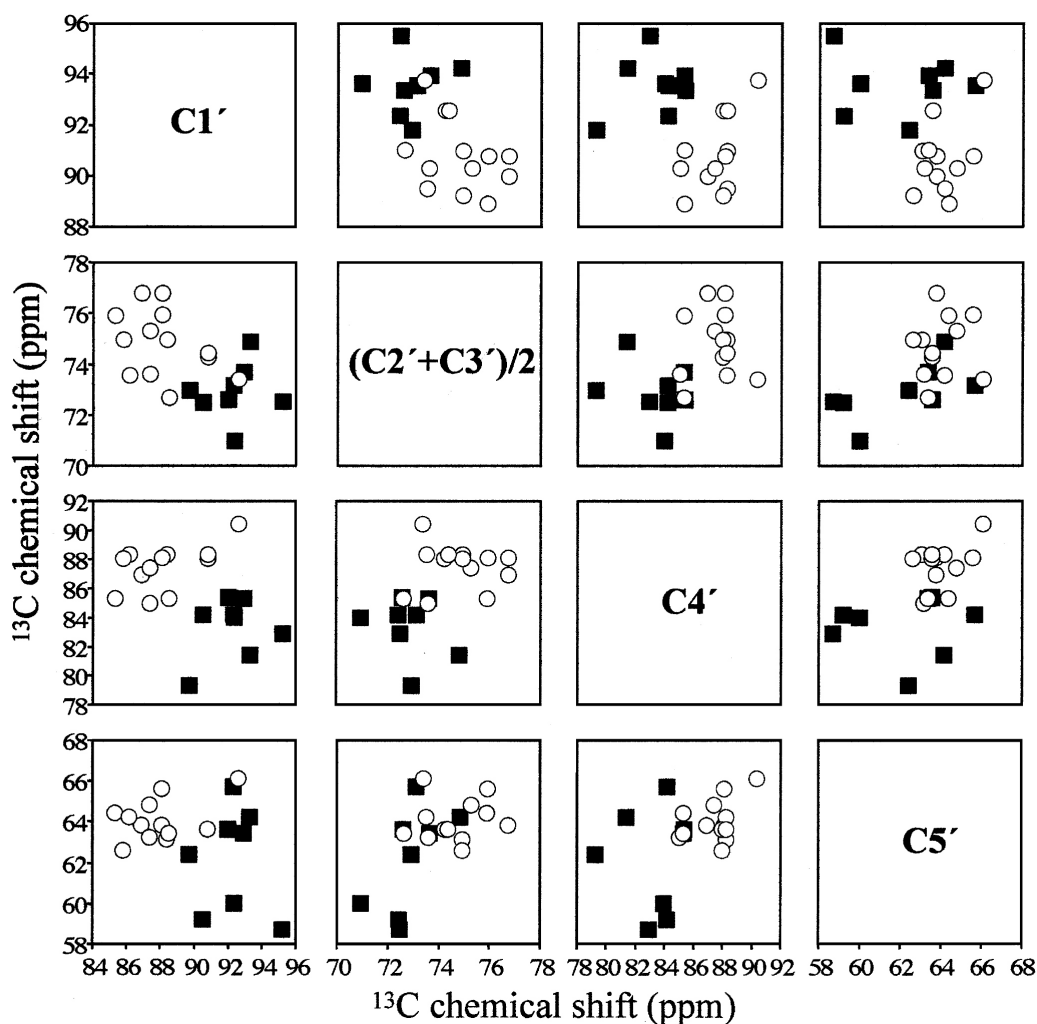 96
94
92
90
88
C1´
78
76
74
72
70
(C2´+C3´)/2
92
90
88
86
84
82
80
78
C4´
68
66
64
62
60
58
C5´
84 86 88 90 92 94 96
70 72 74 76 78
78 80 82 84 86 88 90 92
58 60 62 64 66 68
¹³C chemical shift (ppm)
¹³C chemical shift (ppm)